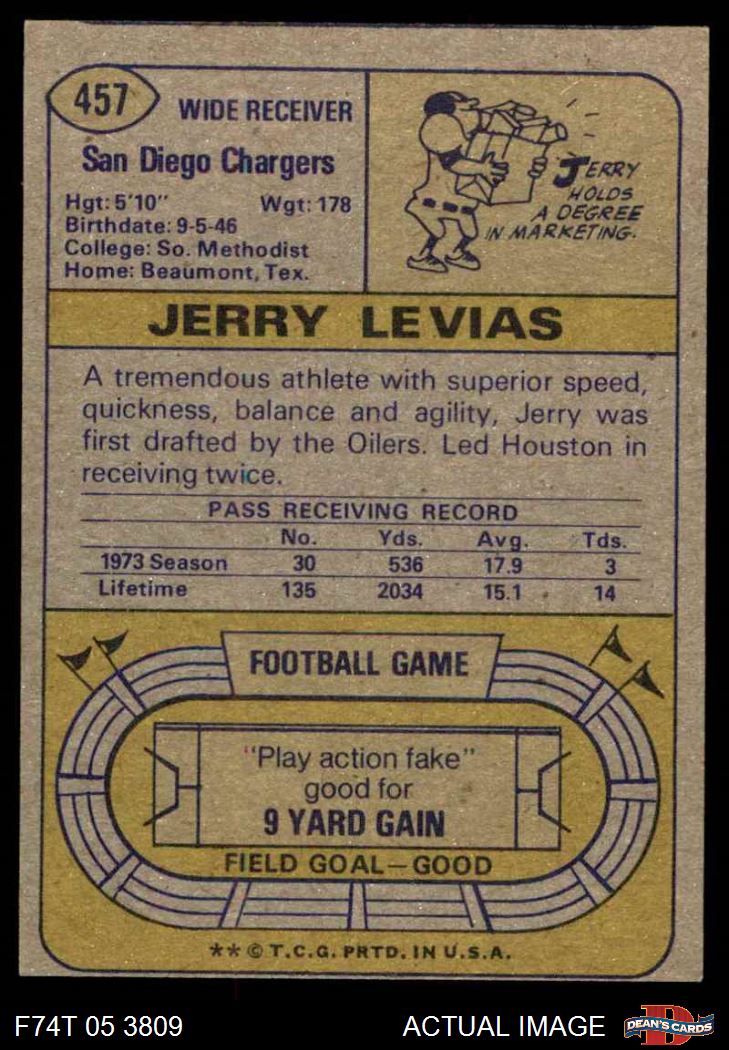 457
WIDE RECEIVER
San Diego Chargers
Hgt: 5'10" Wgt: 178
Birthdate: 9-5-46
College: So. Methodist
Home: Beaumont, Tex.
JERRY
HOLDS
A DEGREE
IN MARKETING.
JERRY LEVIAS
A tremendous athlete with superior speed,
quickness, balance and agility, Jerry was
first drafted by the Oilers. Led Houston in
receiving twice.
PASS RECEIVING RECORD
No. Yds. Avg. Tds.
1973 Season 30 536 17.9 3
Lifetime 135 2034 15.1 14
FOOTBALL GAME
"Play action fake"
good for
9 YARD GAIN
FIELD GOAL—GOOD
** © T.C.G. PRTD. IN U.S.A.
F74T 05 3809 ACTUAL IMAGE
D
DEAN'S CARDS